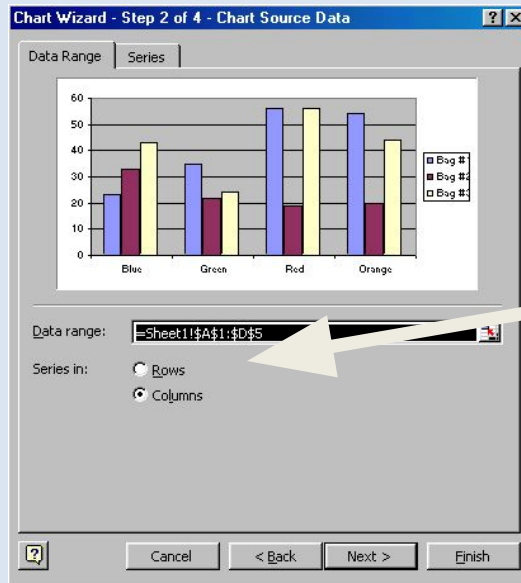 Chart Wizard - Step 2 of 4 - Chart Source Data
Data Range Series
60
50
40
30
20
10
0
Blue Green Red Orange
Bag #1
Bag #2
Bag #3
Data range: =Sheet1!$A$1:$D$5
Series in: Rows
Columns
Cancel < Back Next > Finish